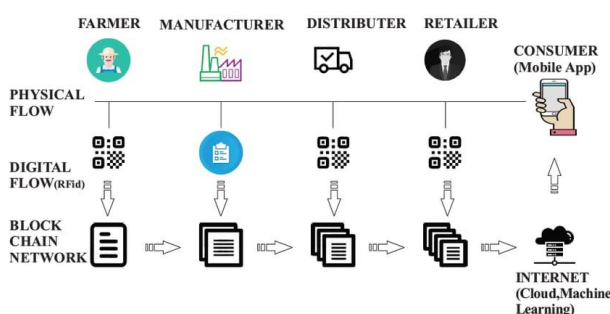 FARMER
MANUFACTURER
DISTRIBUTER
RETAILER
CONSUMER
(Mobile App)
PHYSICAL
FLOW
DIGITAL
FLOW(RFid)
BLOCK
CHAIN
NETWORK
INTERNET
(Cloud,Machine
Learning)